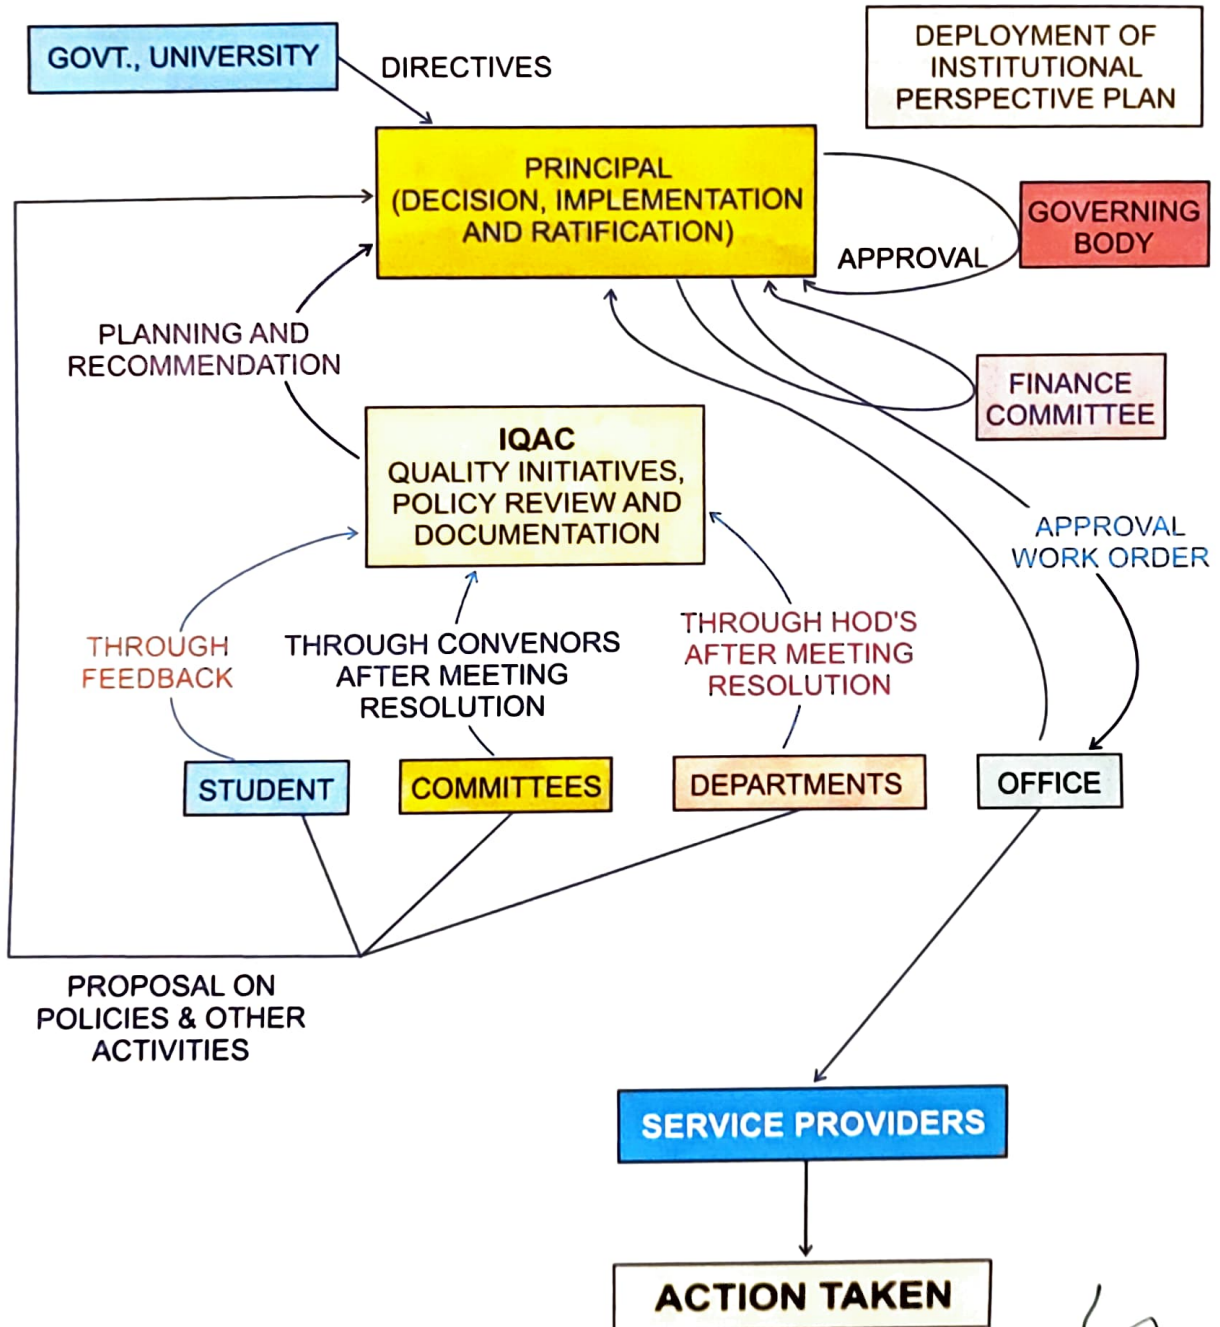 GOVT., UNIVERSITY
DIRECTIVES
DEPLOYMENT OF
INSTITUTIONAL
PERSPECTIVE PLAN
PRINCIPAL
(DECISION, IMPLEMENTATION
AND RATIFICATION)
GOVERNING
BODY
APPROVAL
PLANNING AND
RECOMMENDATION
FINANCE
COMMITTEE
IQAC
QUALITY INITIATIVES,
POLICY REVIEW AND
DOCUMENTATION
APPROVAL
WORK ORDER
THROUGH
FEEDBACK
THROUGH CONVENORS
AFTER MEETING
RESOLUTION
THROUGH HOD'S
AFTER MEETING
RESOLUTION
STUDENT
COMMITTEES
DEPARTMENTS
OFFICE
PROPOSAL ON
POLICIES & OTHER
ACTIVITIES
SERVICE PROVIDERS
ACTION TAKEN